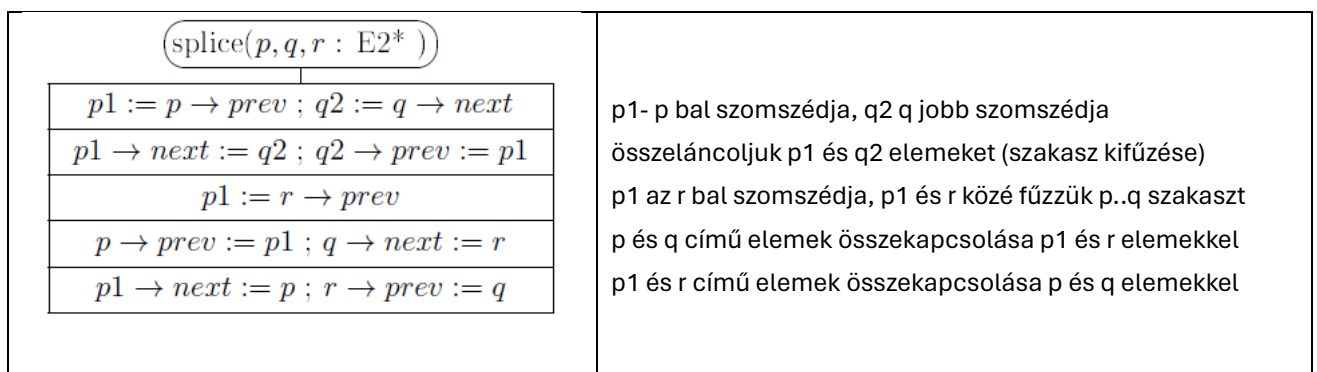 splice(p, q, r : E2* )
p1 := p → prev ; q2 := q → next
p1 → next := q2 ; q2 → prev := p1
p1 := r → prev
p → prev := p1 ; q → next := r
p1 → next := p ; r → prev := q
p1- p bal szomszédja, q2 q jobb szomszédja
összeláncoljuk p1 és q2 elemeket (szakasz kifűzése)
p1 az r bal szomszédja, p1 és r közé fűzzük p..q szakaszt
p és q című elemek összekapcsolása p1 és r elemekkel
p1 és r című elemek összekapcsolása p és q elemekkel